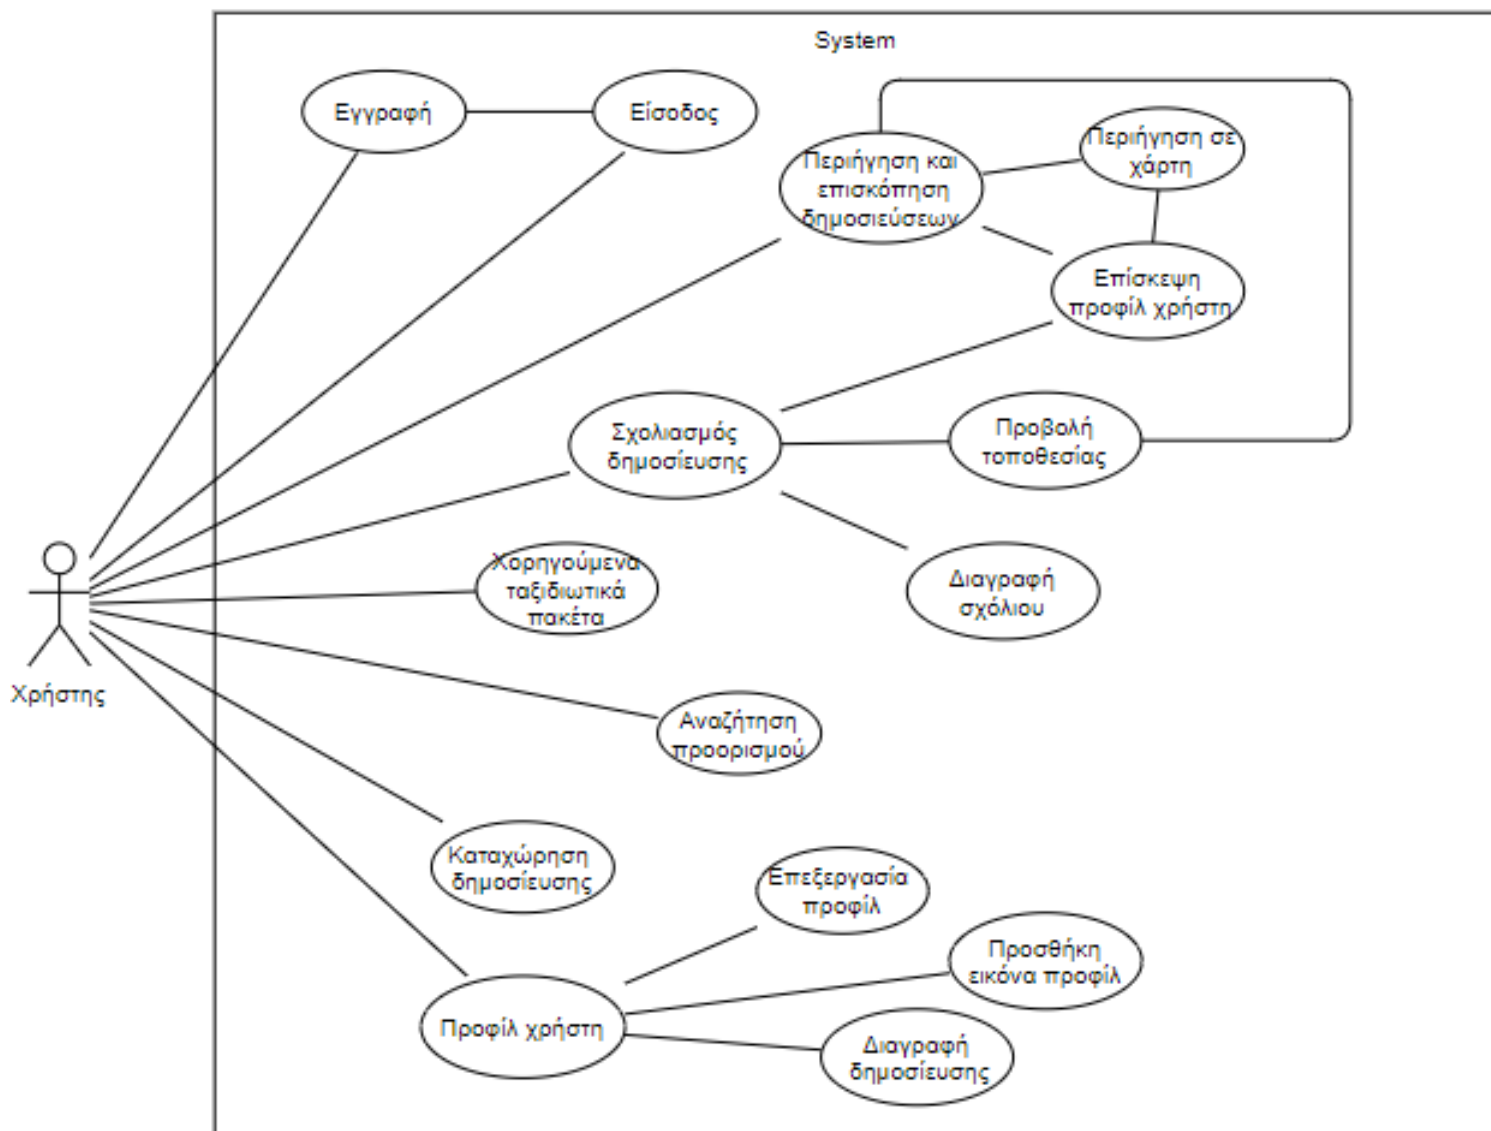 System
Εγγραφή
Είσοδος
Περιήγηση και
επισκόπηση
δημοσιεύσεων
Περιήγηση σε
χάρτη
Επίσκεψη
προφίλ χρήστη
Σχολιασμός
δημοσίευσης
Προβολή
τοποθεσίας
Χορηγούμενα
ταξιδιωτικά
πακέτα
Διαγραφή
σχόλιου
Χρήστης
Αναζήτηση
προορισμού
Καταχώρηση
δημοσίευσης
Επεξεργασία
προφίλ
Προσθήκη
εικόνα προφίλ
Προφίλ χρήστη
Διαγραφή
δημοσίευσης